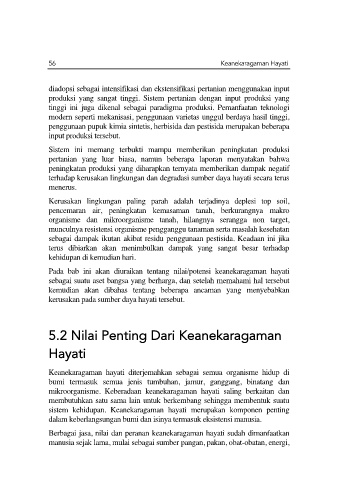 56 Keanekaragaman Hayati
diadopsi sebagai intensifikasi dan ekstensifikasi pertanian menggunakan input
produksi yang sangat tinggi. Sistem pertanian dengan input produksi yang
tinggi ini juga dikenal sebagai paradigma produksi. Pemanfaatan teknologi
modern seperti mekanisasi, penggunaan varietas unggul berdaya hasil tinggi,
penggunaan pupuk kimia sintetis, herbisida dan pestisida merupakan beberapa
input produksi tersebut.
Sistem ini memang terbukti mampu memberikan peningkatan produksi
pertanian yang luar biasa, namun beberapa laporan menyatakan bahwa
peningkatan produksi yang diharapkan ternyata memberikan dampak negatif
terhadap kerusakan lingkungan dan degradasi sumber daya hayati secara terus
menerus.
Kerusakan lingkungan paling parah adalah terjadinya deplesi top soil,
pencemaran air, peningkatan kemasaman tanah, berkurangnya makro
organisme dan mikroorganisme tanah, hilangnya serangga non target,
munculnya resistensi organisme pengganggu tanaman serta masalah kesehatan
sebagai dampak ikutan akibat residu penggunaan pestisida. Keadaan ini jika
terus dibiarkan akan menimbulkan dampak yang sangat besar terhadap
kehidupan di kemudian hari.
Pada bab ini akan diuraikan tentang nilai/potensi keanekaragaman hayati
sebagai suatu aset bangsa yang berharga, dan setelah memahami hal tersebut
kemudian akan dibahas tentang beberapa ancaman yang menyebabkan
kerusakan pada sumber daya hayati tersebut.
5.2 Nilai Penting Dari Keanekaragaman
Hayati
Keanekaragaman hayati diterjemahkan sebagai semua organisme hidup di
bumi termasuk semua jenis tumbuhan, jamur, ganggang, binatang dan
mikroorganisme. Keberadaan keanekaragaman hayati saling berkaitan dan
membutuhkan satu sama lain untuk berkembang sehingga membentuk suatu
sistem kehidupan. Keanekaragaman hayati merupakan komponen penting
dalam keberlangsungan bumi dan isinya termasuk eksistensi manusia.
Berbagai jasa, nilai dan peranan keanekaragaman hayati sudah dimanfaatkan
manusia sejak lama, mulai sebagai sumber pangan, pakan, obat-obatan, energi,